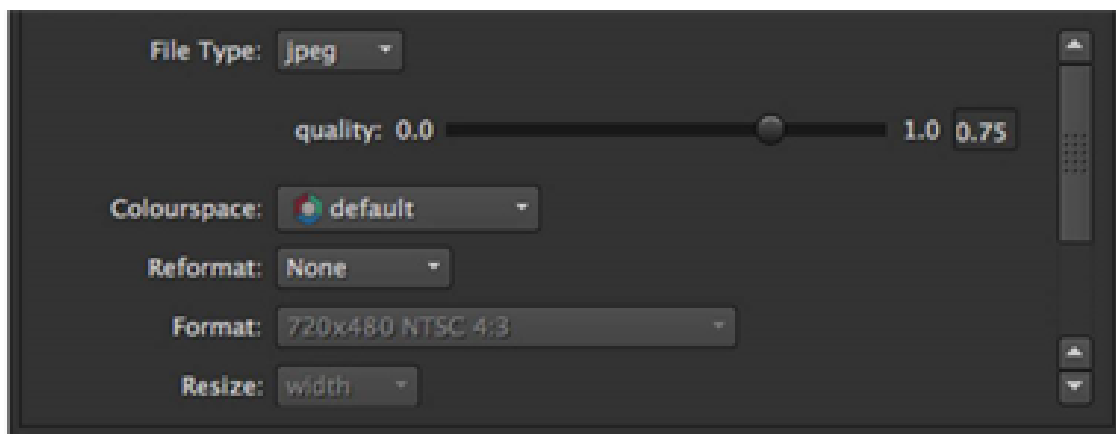 File Type: jpeg
quality: 0.0 1.0 0.75
Colourspace: default
Reformat: None
Format: 720x480 NTSC 4:3
Resize: width